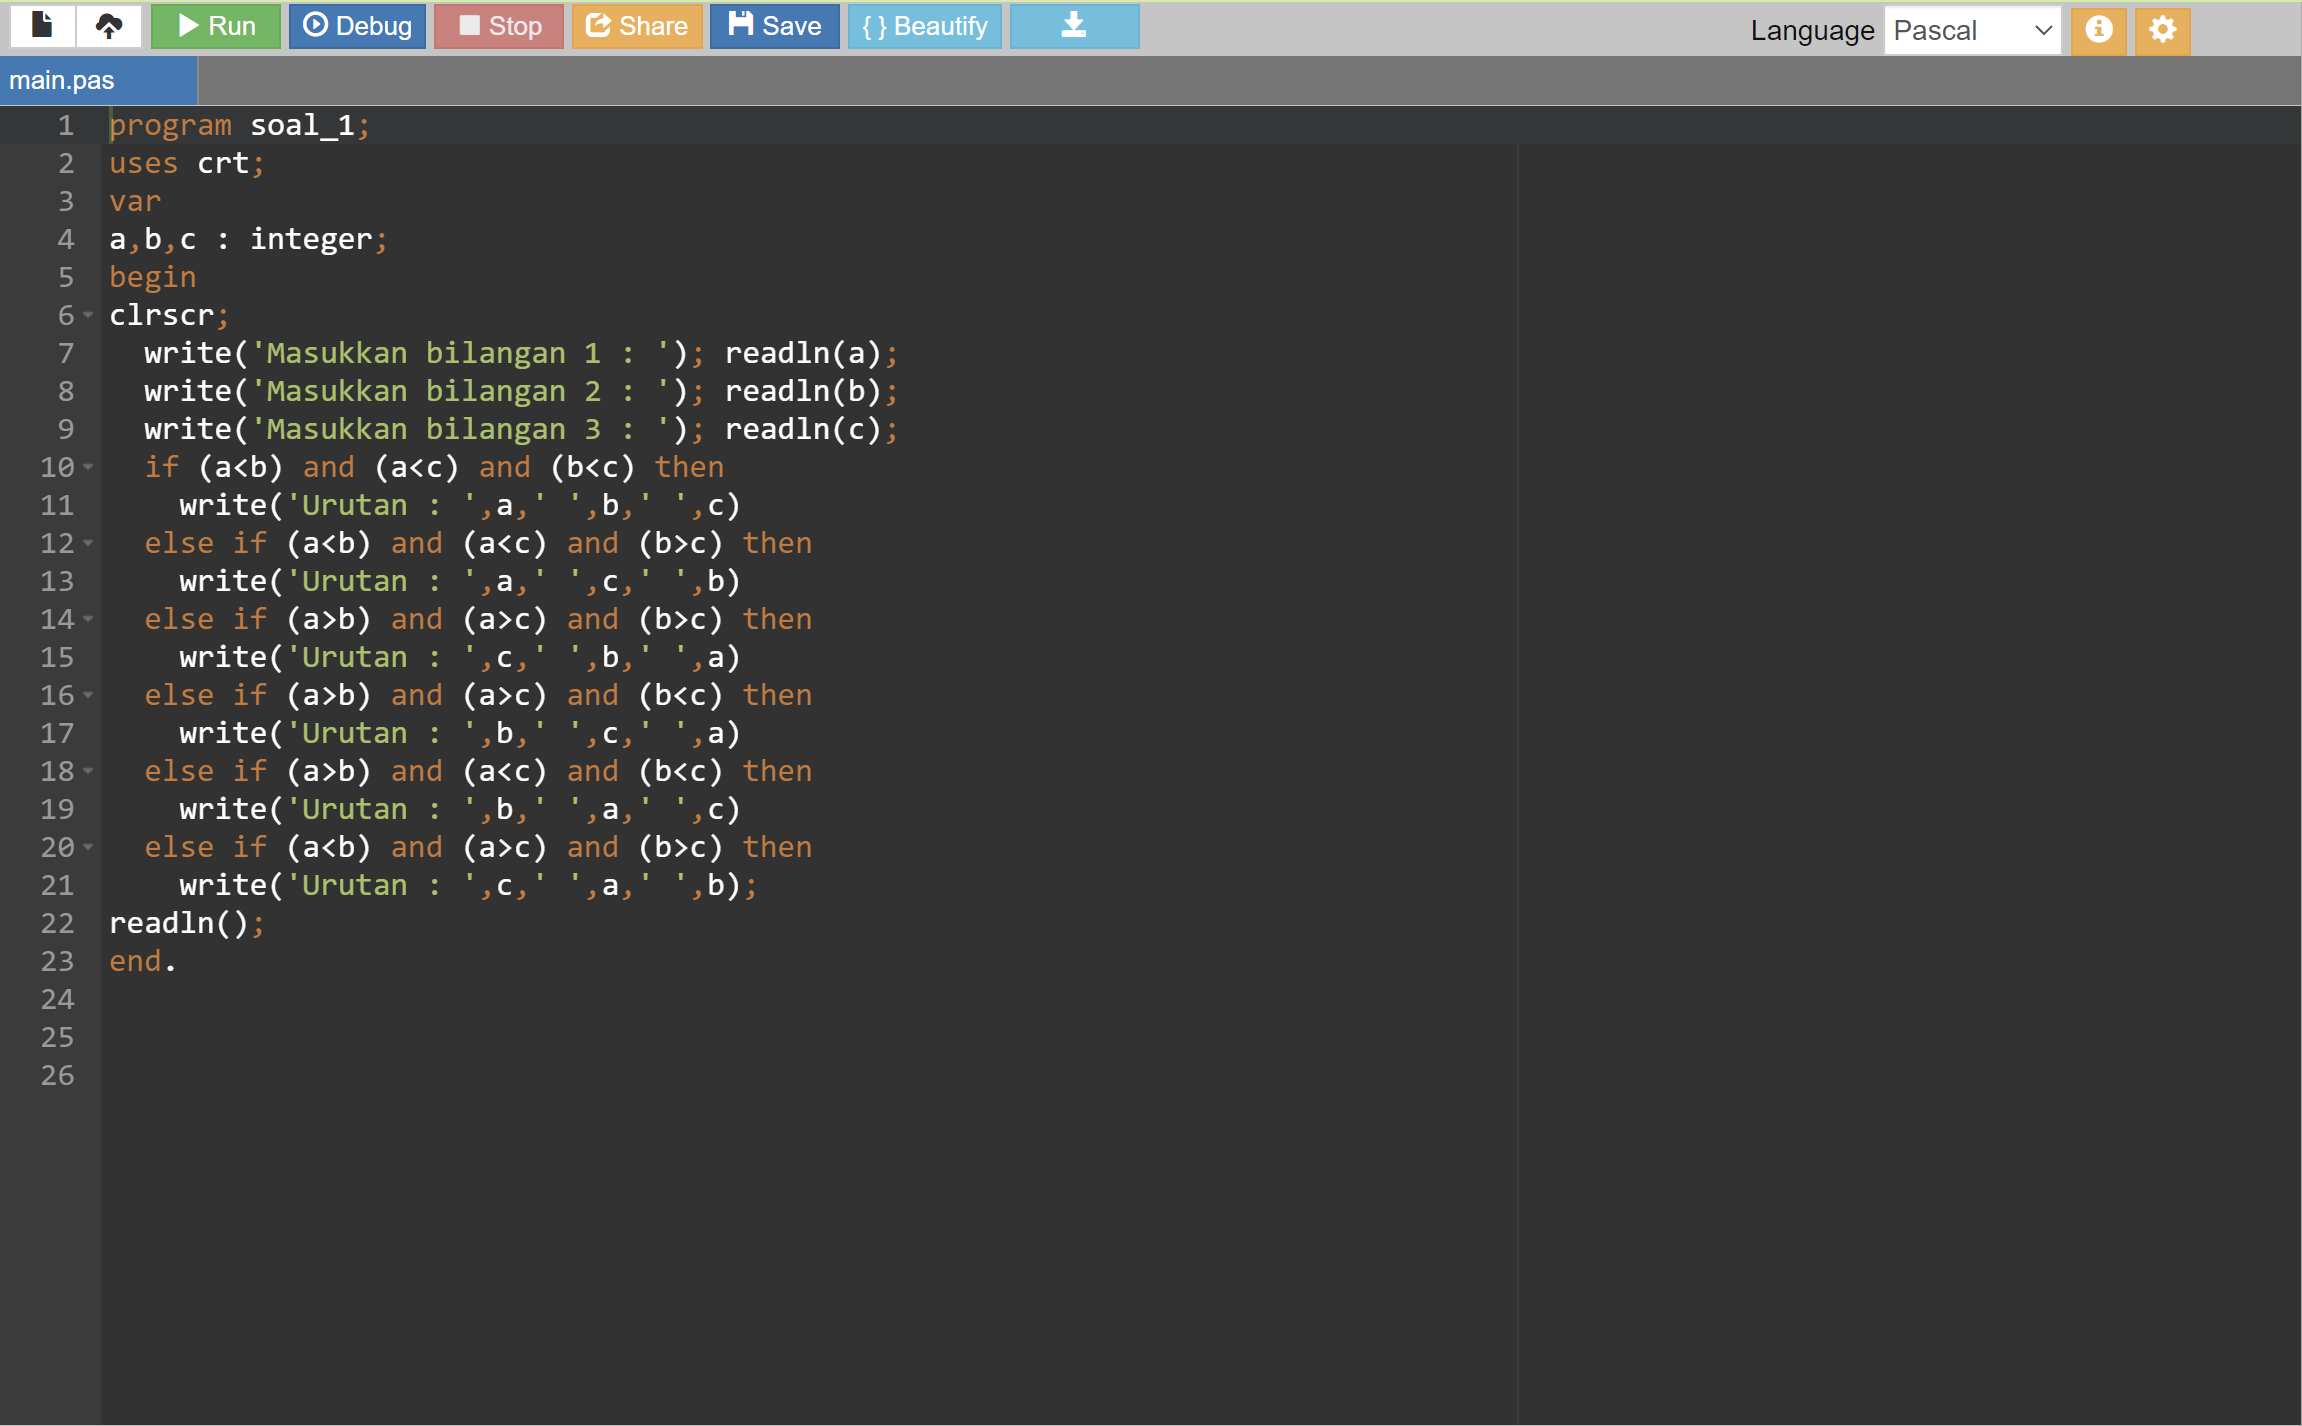 Run Debug Stop Share Save { } Beautify Language Pascal
main.pas
1 program soal_1;
2 uses crt;
3 var
4 a,b,c : integer;
5 begin
6 clrscr;
7   write('Masukkan bilangan 1 : '); readln(a);
8   write('Masukkan bilangan 2 : '); readln(b);
9   write('Masukkan bilangan 3 : '); readln(c);
10   if (a<b) and (a<c) and (b<c) then
11     write('Urutan : ',a,' ',b,' ',c)
12   else if (a<b) and (a<c) and (b>c) then
13     write('Urutan : ',a,' ',c,' ',b)
14   else if (a>b) and (a>c) and (b>c) then
15     write('Urutan : ',c,' ',b,' ',a)
16   else if (a>b) and (a>c) and (b<c) then
17     write('Urutan : ',b,' ',c,' ',a)
18   else if (a>b) and (a<c) and (b<c) then
19     write('Urutan : ',b,' ',a,' ',c)
20   else if (a<b) and (a>c) and (b>c) then
21     write('Urutan : ',c,' ',a,' ',b);
22 readln();
23 end.
24
25
26